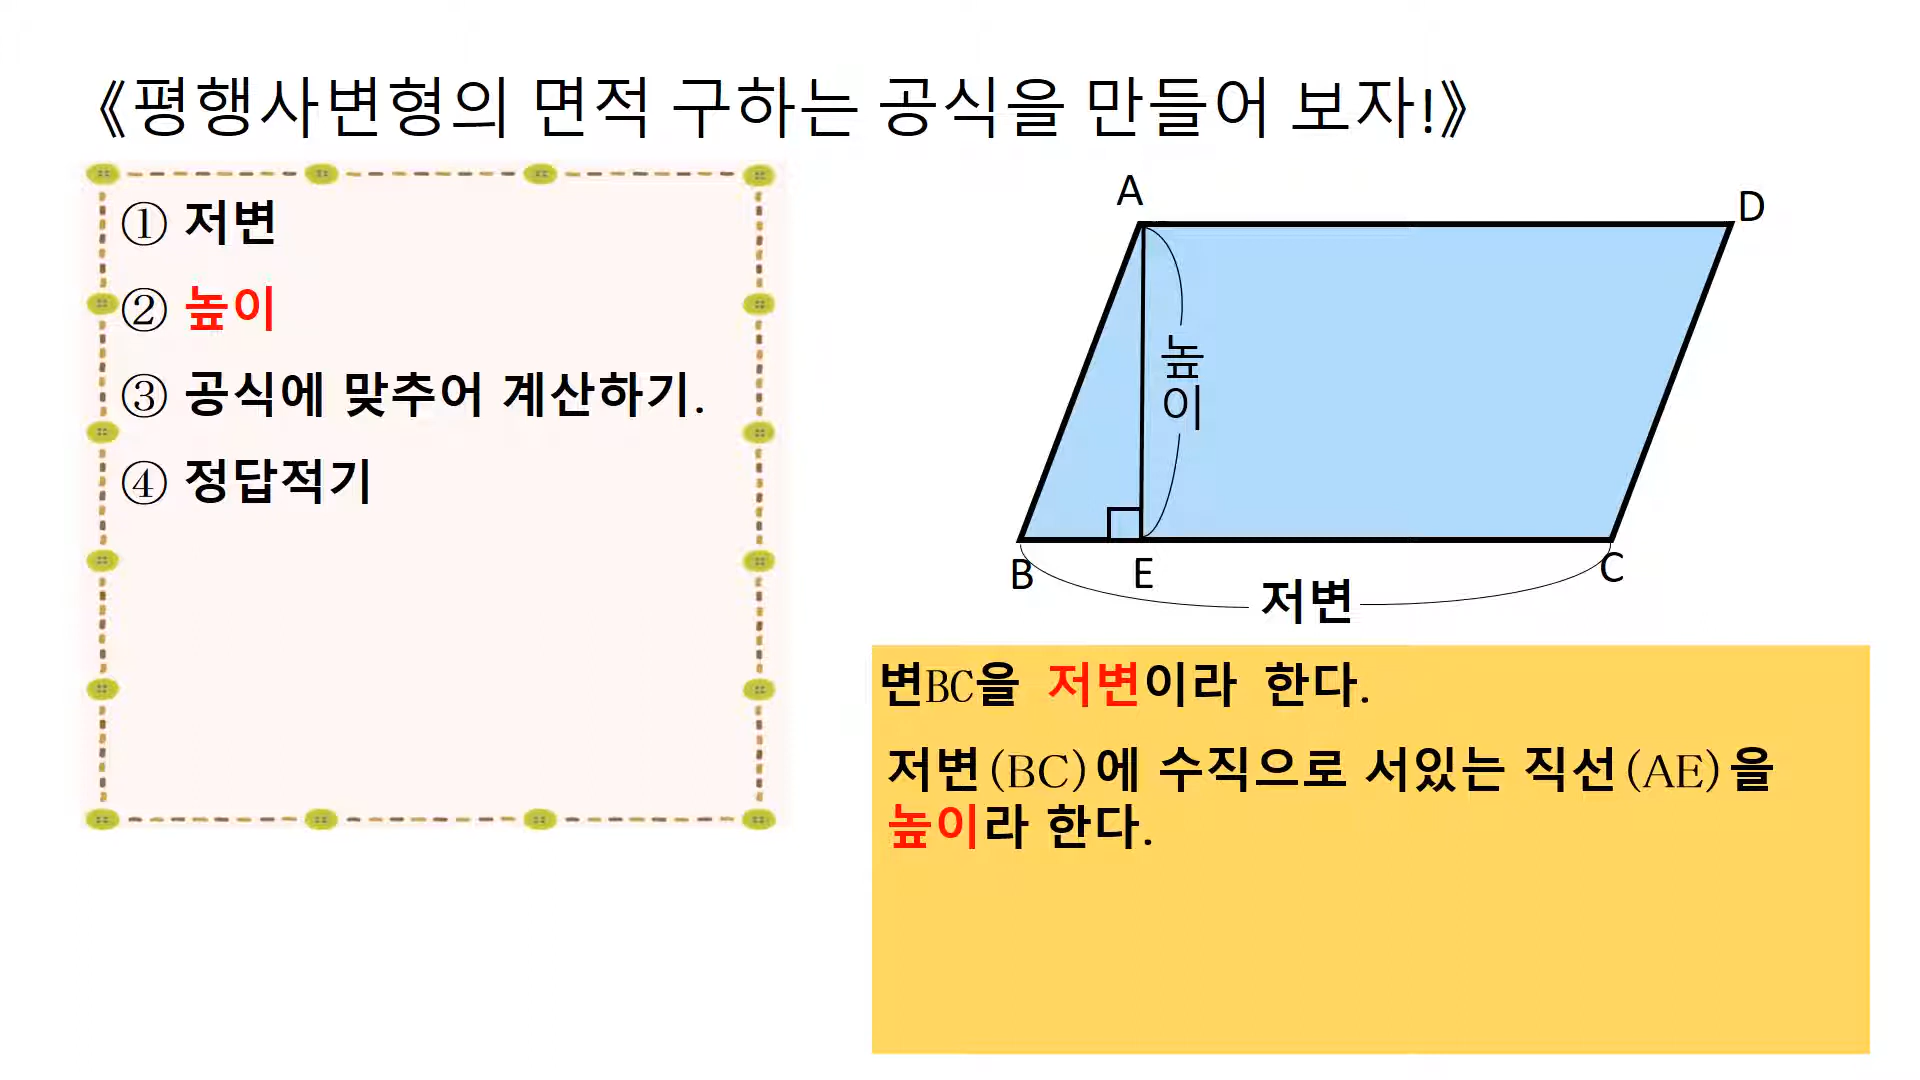 《평행사변형의 면적 구하는 공식을 만들어 보자!》
① 저변
② 높이
③ 공식에 맞추어 계산하기.
④ 정답적기
A
D
높
이
B
E
C
저변
변BC을 저변이라 한다.
저변(BC)에 수직으로 서있는 직선(AE)을
높이라 한다.